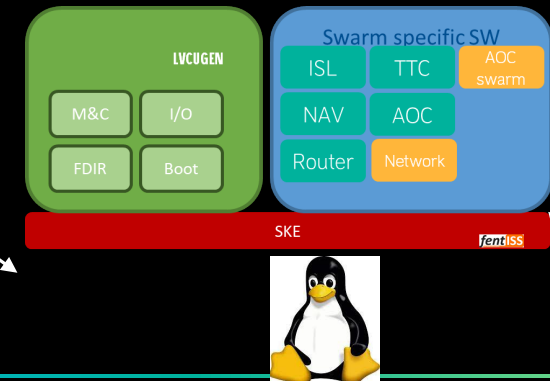 LVCUGEN
M&C
I/O
FDIR
Boot
Swarm specific SW
ISL
TTC
AOC
swarm
NAV
AOC
Router
Network
SKE
fentISS